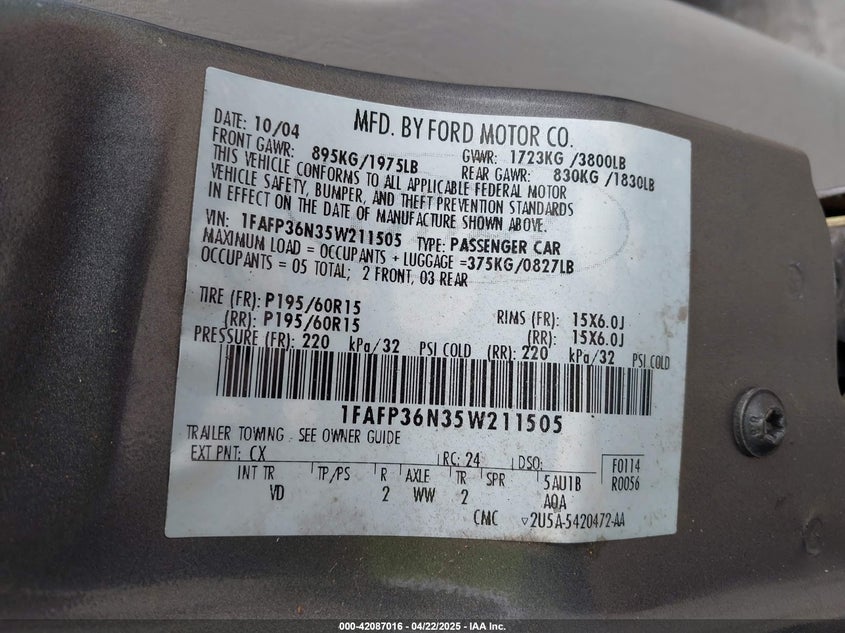 MFD. BY FORD MOTOR CO.
DATE: 10/04 GVWR: 1723KG /3800LB
FRONT GAWR: 895KG/1975LB REAR GAWR: 830KG /1830LB
THIS VEHICLE CONFORMS TO ALL APPLICABLE FEDERAL MOTOR
VEHICLE SAFETY, BUMPER, AND THEFT PREVENTION STANDARDS
IN EFFECT ON THE DATE OF MANUFACTURE SHOWN ABOVE.
VIN: 1FAFP36N35W211505 TYPE: PASSENGER CAR
MAXIMUM LOAD = OCCUPANTS + LUGGAGE =375KG/0827LB
OCCUPANTS = 05 TOTAL; 2 FRONT, 03 REAR
TIRE (FR): P195/60R15 RIMS (FR): 15X6.0J
(RR): P195/60R15 (RR): 15X6.0J
PRESSURE (FR): 220 kPa/32 PSI COLD (RR): 220 kPa/32 PSI COLD
1FAFP36N35W211505
TRAILER TOWING - SEE OWNER GUIDE
EXT PNT: CX RC: 24 DSO: F0114
INT TR TP/PS R AXLE TR SPR 5AU1B R0056
VD 2 WW 2 AQA
CMC ▽2U5A-5420472-AA
000-42087016 - 04/22/2025 - IAA Inc.